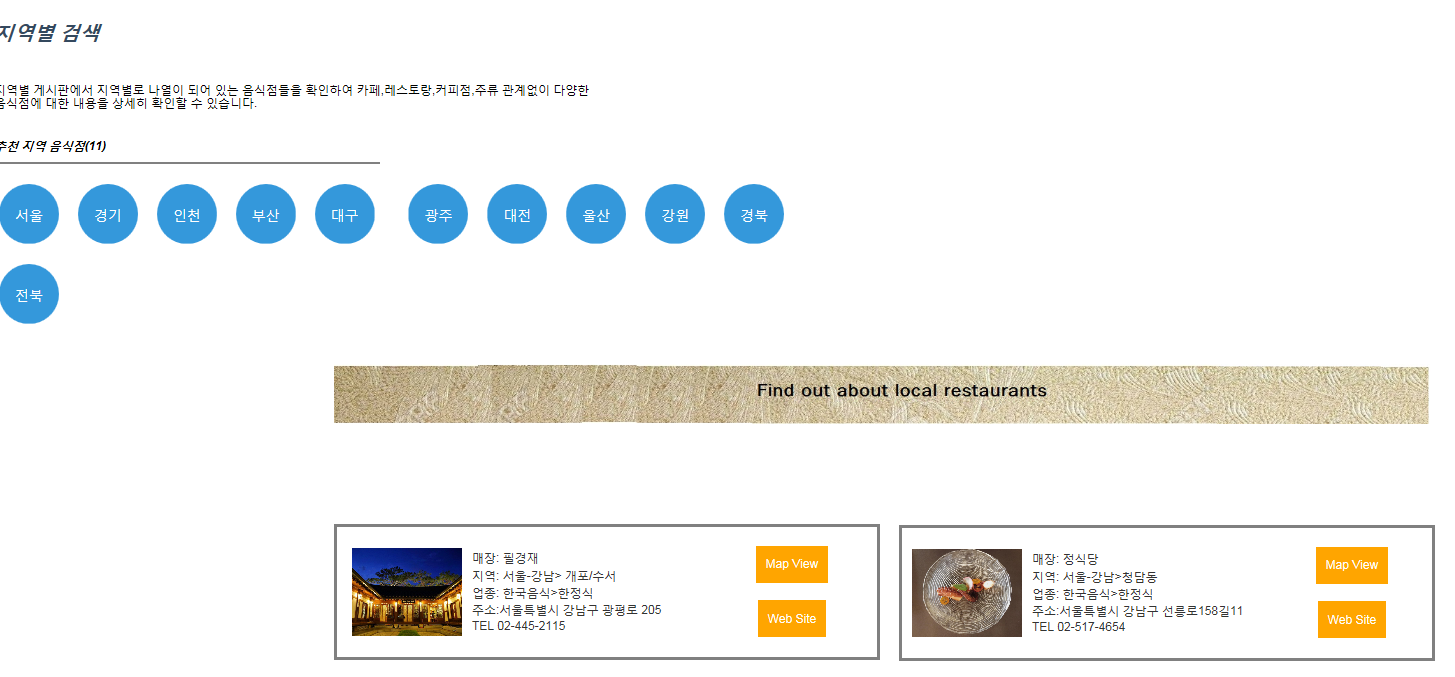 지역별 검색
지역별 게시판에서 지역별로 나열이 되어 있는 음식점들을 확인하여 카페,레스토랑,커피점,주류 관계없이 다양한
음식점에 대한 내용을 상세히 확인할 수 있습니다.
추천 지역 음식점(11)
서울 경기 인천 부산 대구 광주 대전 울산 강원 경북
전북
Find out about local restaurants
매장: 필경재
지역: 서울-강남> 개포/수서
업종: 한국음식>한정식
주소:서울특별시 강남구 광평로 205
TEL 02-445-2115
Map View
Web Site
매장: 정식당
지역: 서울-강남>청담동
업종: 한국음식>한정식
주소:서울특별시 강남구 선릉로158길11
TEL 02-517-4654
Map View
Web Site